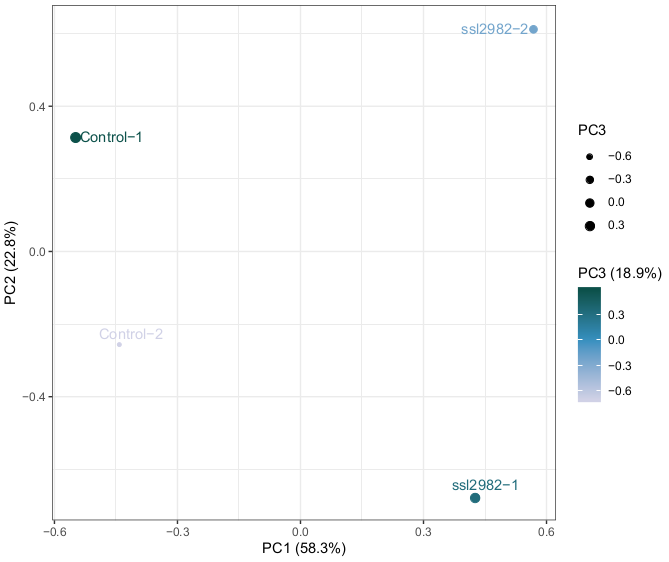 ssl2982−2
Control−1
Control−2
ssl2982−1
0.4
0.0
−0.4
−0.6
−0.3
0.0
0.3
0.6
PC1 (58.3%)
PC2 (22.8%)
PC3
−0.6
−0.3
0.0
0.3
PC3 (18.9%)
0.3
0.0
−0.3
−0.6